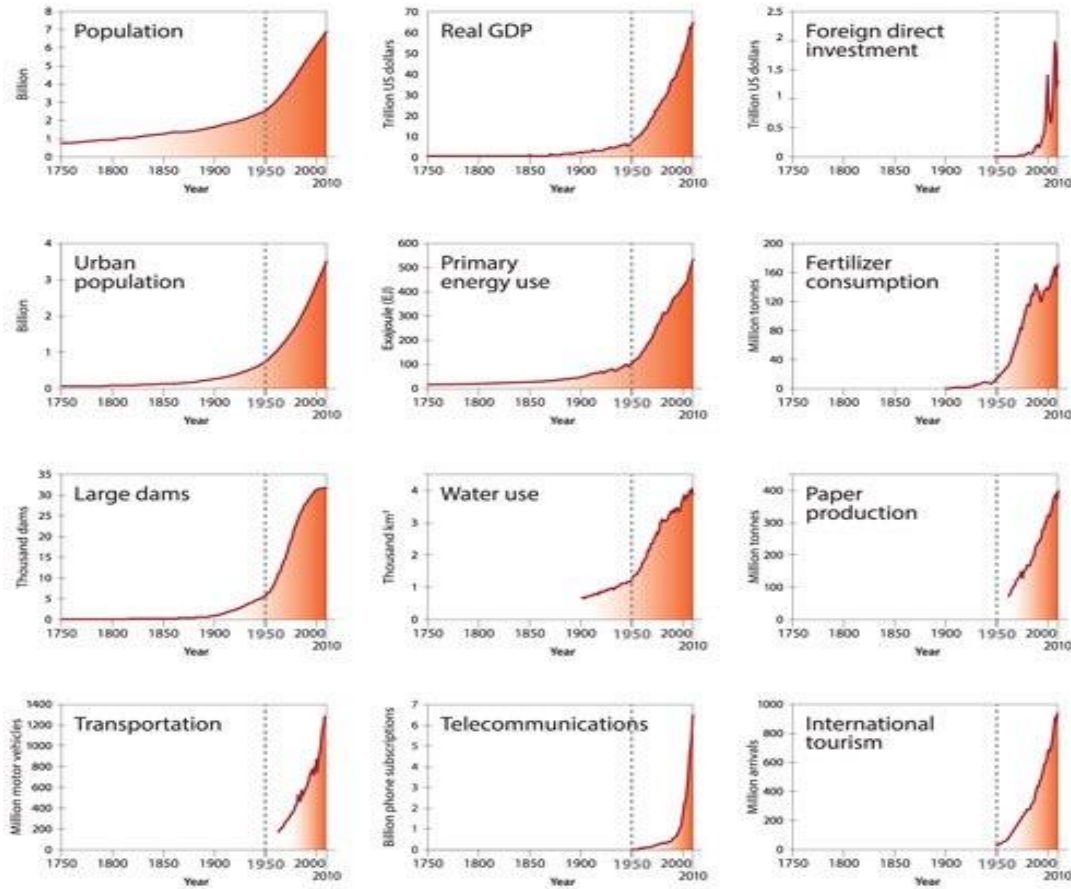 Population
8
7
6
5
4
3
2
1
0
Billion
1750 1800 1850 1900 1950 2000 2010
Year
Real GDP
70
60
50
40
30
20
10
0
Trillion US dollars
1750 1800 1850 1900 1950 2000 2010
Year
Foreign direct
investment
2.5
2
1.5
1
0.5
0
Trillion US dollars
1750 1800 1850 1900 1950 2000 2010
Year
Urban
population
4
3
2
1
0
Billion
1750 1800 1850 1900 1950 2000 2010
Year
Primary
energy use
600
500
400
300
200
100
0
Exajoule (EJ)
1750 1800 1850 1900 1950 2000 2010
Year
Fertilizer
consumption
200
160
120
80
40
0
Million tonnes
1750 1800 1850 1900 1950 2000 2010
Year
Large dams
35
30
25
20
15
10
5
0
Thousand dams
1750 1800 1850 1900 1950 2000 2010
Year
Water use
4
3
2
1
0
Thousand km³
1750 1800 1850 1900 1950 2000 2010
Year
Paper
production
400
300
200
100
0
Million tonnes
1750 1800 1850 1900 1950 2000 2010
Year
Transportation
1400
1200
1000
800
600
400
200
0
Million motor vehicles
1750 1800 1850 1900 1950 2000 2010
Year
Telecommunications
7
6
5
4
3
2
1
0
Billion phone subscriptions
1750 1800 1850 1900 1950 2000 2010
Year
International
tourism
1000
800
600
400
200
0
Million arrivals
1750 1800 1850 1900 1950 2000 2010
Year